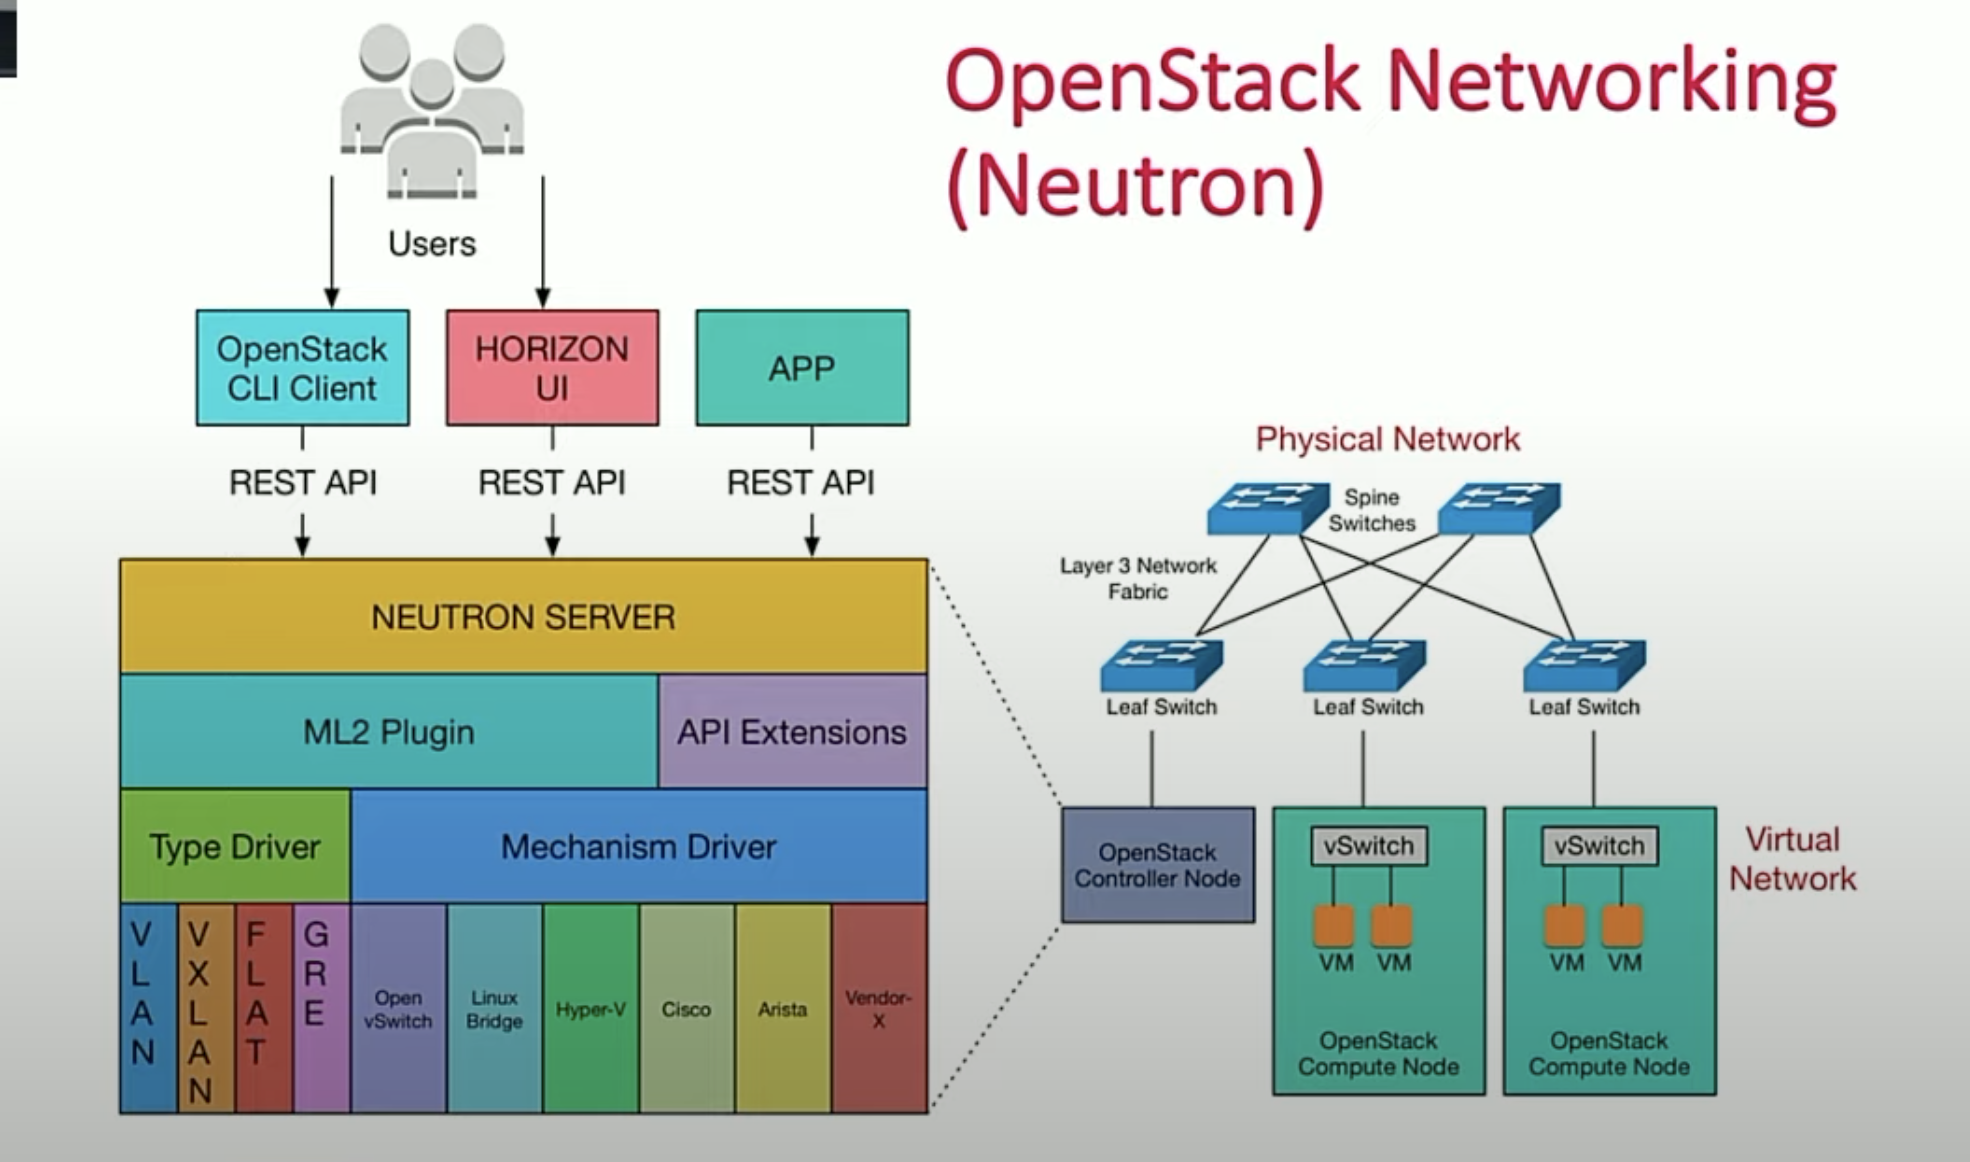 OpenStack Networking
(Neutron)
Users
OpenStack
CLI Client
HORIZON
UI
APP
REST API
REST API
REST API
NEUTRON SERVER
ML2 Plugin
API Extensions
Type Driver
Mechanism Driver
VLAN
VXLAN
FLAT
GRE
Open
vSwitch
Linux
Bridge
Hyper-V
Cisco
Arista
Vendor-
X
Physical Network
Spine
Switches
Layer 3 Network
Fabric
Leaf Switch
Leaf Switch
Leaf Switch
OpenStack
Controller Node
vSwitch
VM
VM
OpenStack
Compute Node
vSwitch
VM
VM
OpenStack
Compute Node
Virtual
Network